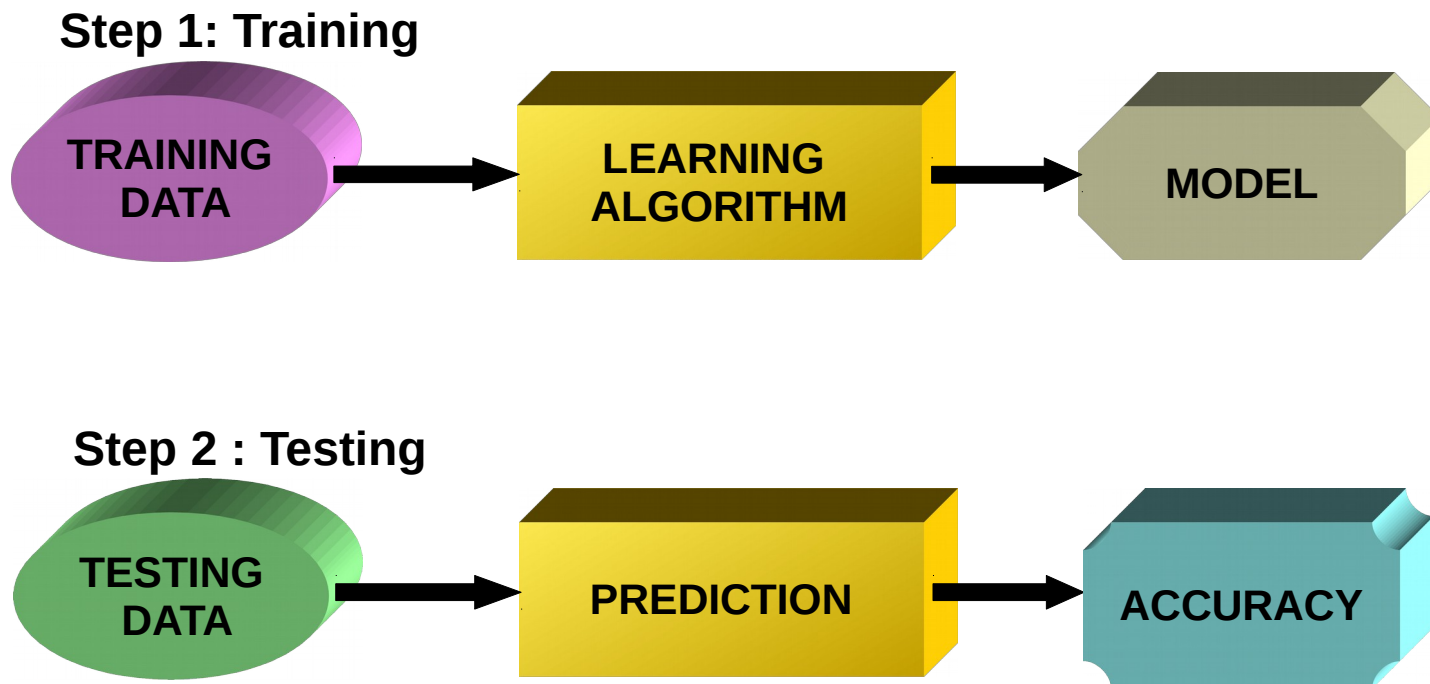 Step 1: Training
TRAINING
DATA
LEARNING
ALGORITHM
MODEL
Step 2 : Testing
TESTING
DATA
PREDICTION
ACCURACY